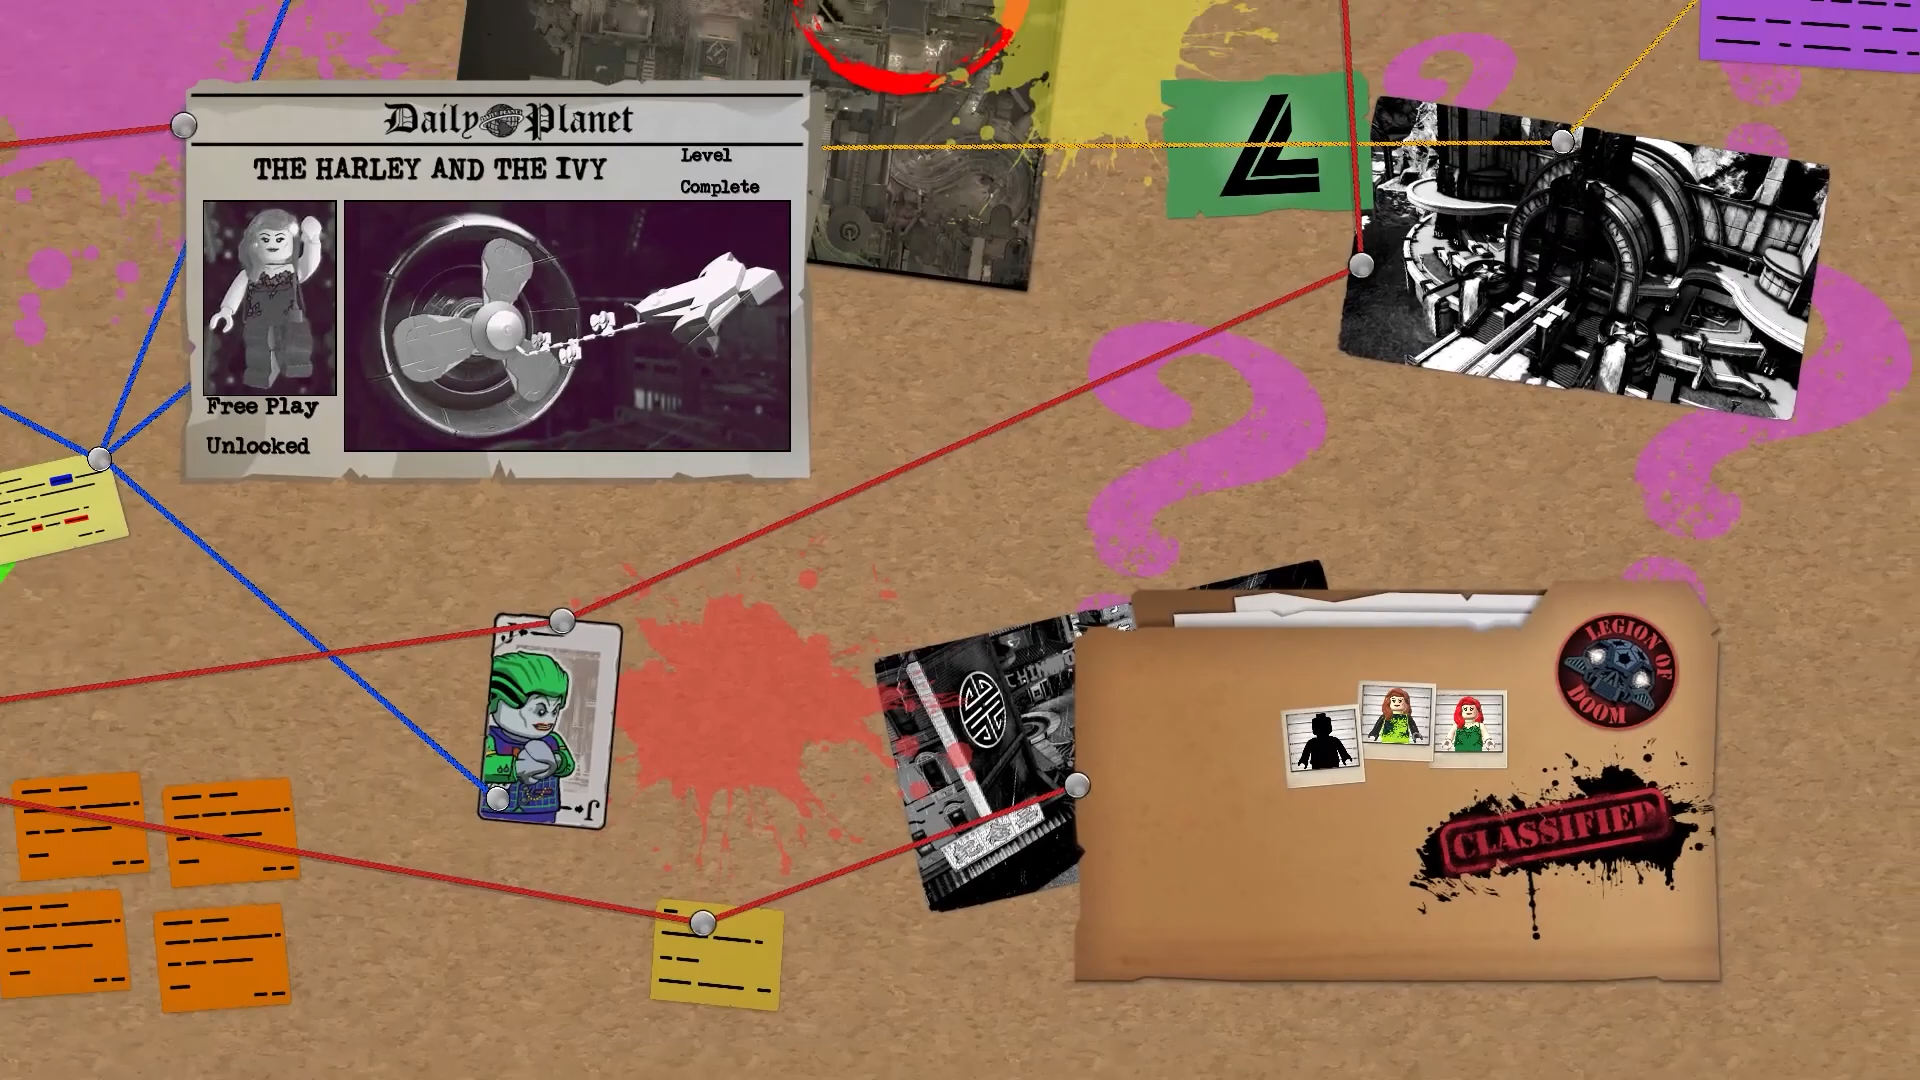 Daily Planet
THE HARLEY AND THE IVY
Level
Complete
Free Play
Unlocked
J
J
LEGION OF
DOOM
CLASSIFIED